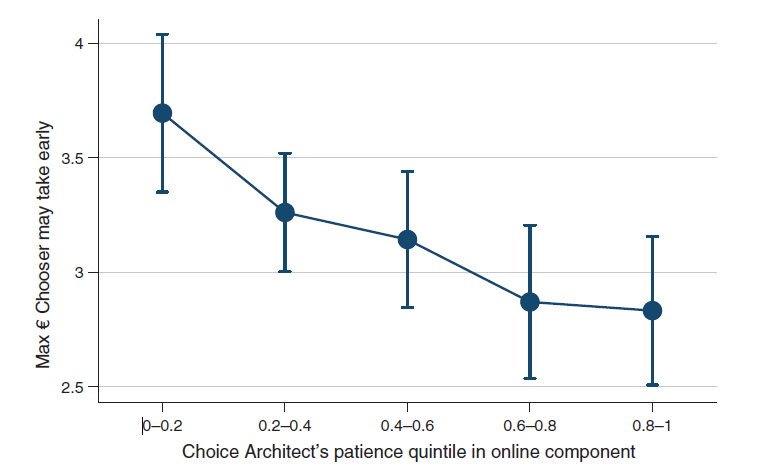 4
3.5
3
2.5
Max € Chooser may take early
0–0.2 0.2–0.4 0.4–0.6 0.6–0.8 0.8–1
Choice Architect's patience quintile in online component